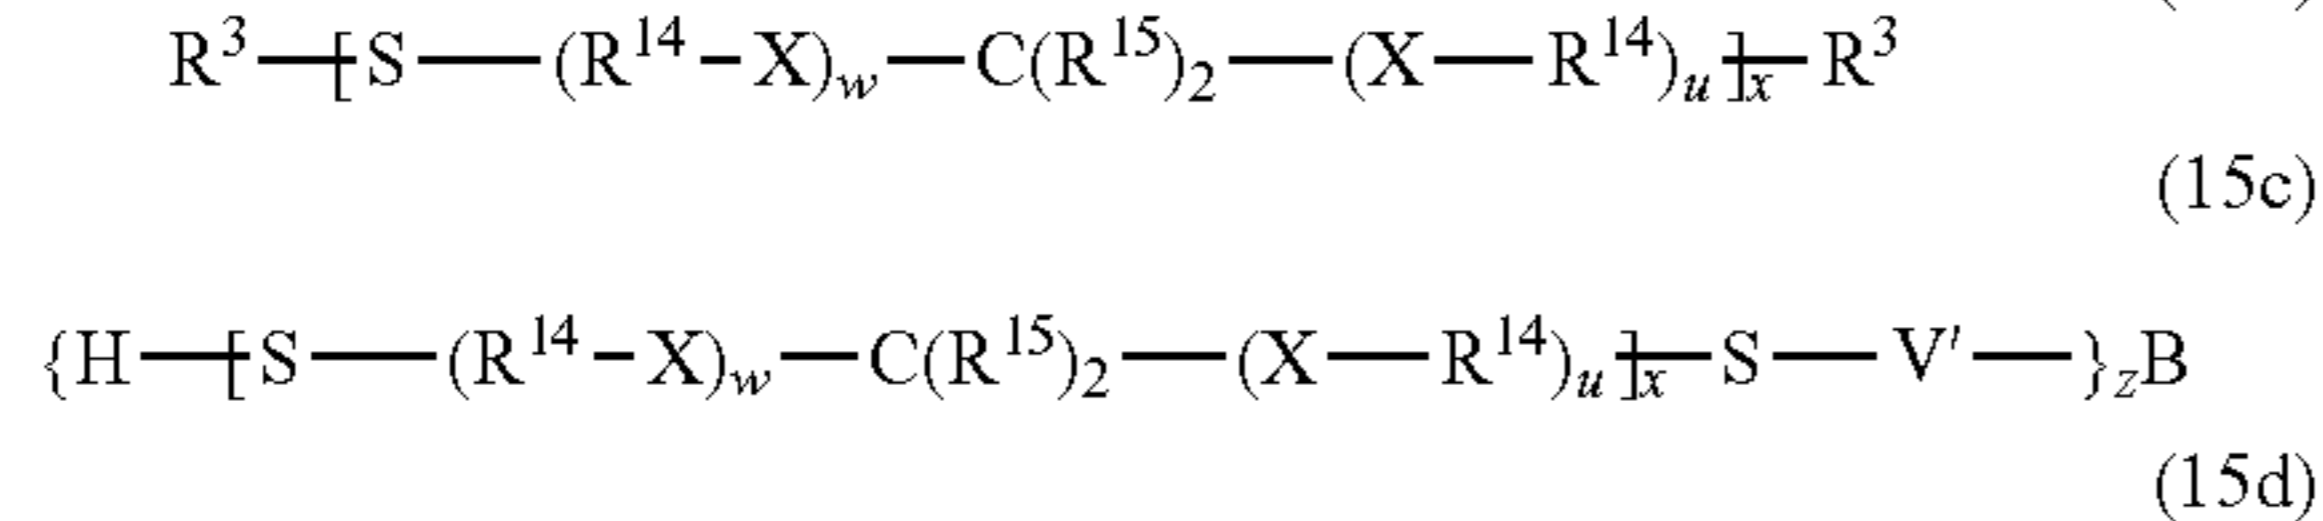 R³—[S—(R¹⁴–X)w—C(R¹⁵)₂—(X—R¹⁴)u]x—R³
(15c)
{H—[S—(R¹⁴–X)w—C(R¹⁵)₂—(X—R¹⁴)u]x—S—V′—}zB
(15d)